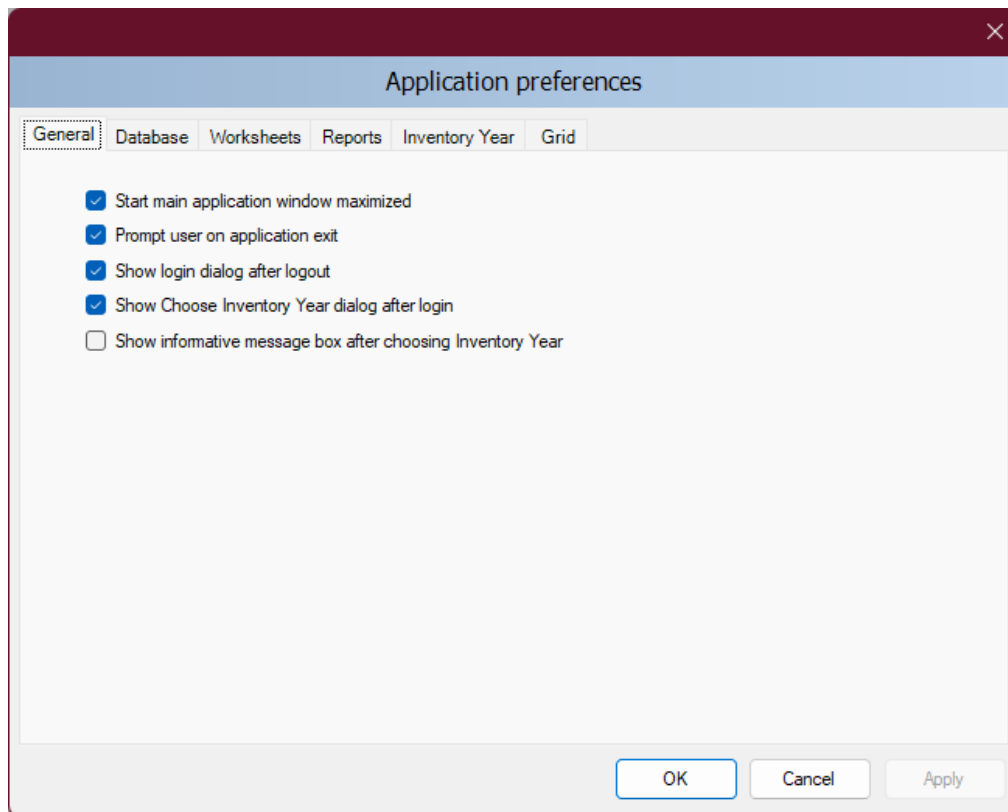 Application preferences
General Database Worksheets Reports Inventory Year Grid
Start main application window maximized
Prompt user on application exit
Show login dialog after logout
Show Choose Inventory Year dialog after login
Show informative message box after choosing Inventory Year
OK Cancel Apply